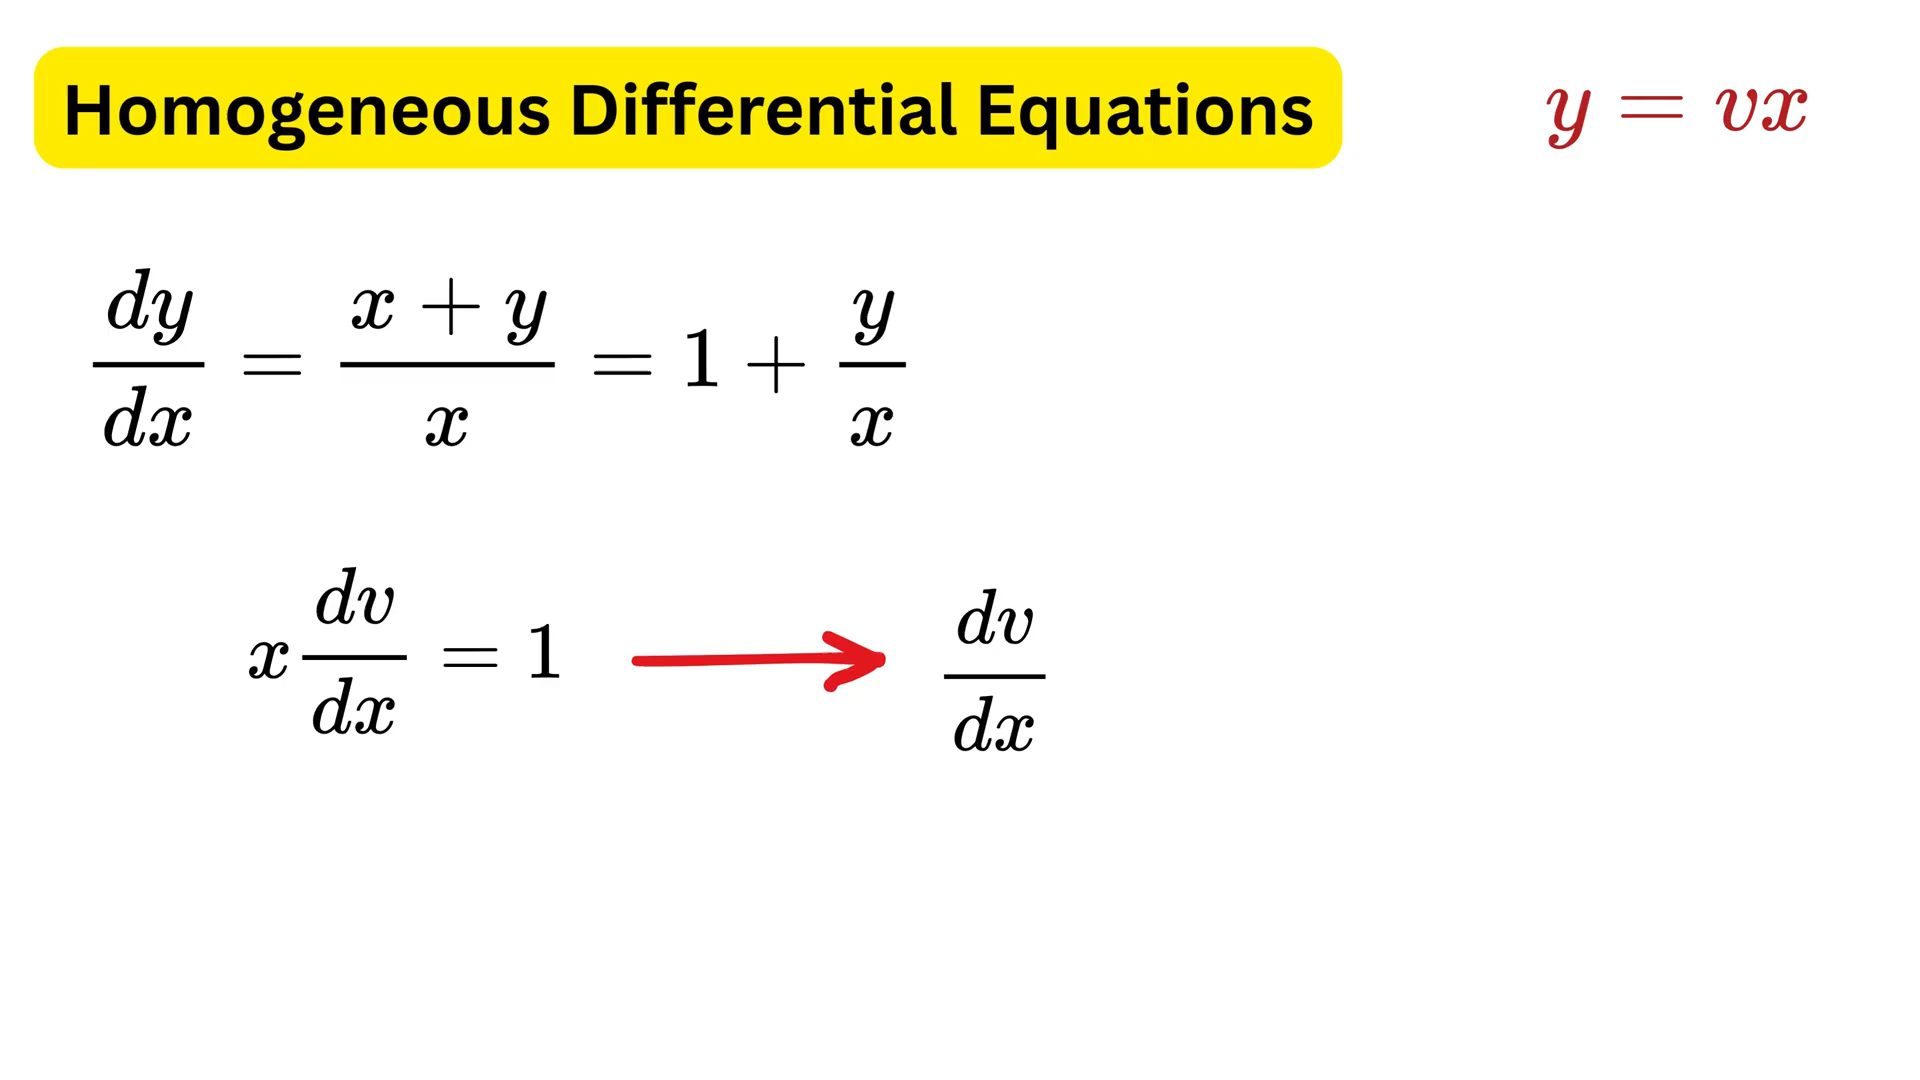 Homogeneous Differential Equations
y = vx
dy/dx = (x + y)/x = 1 + y/x
x dv/dx = 1
dv/dx